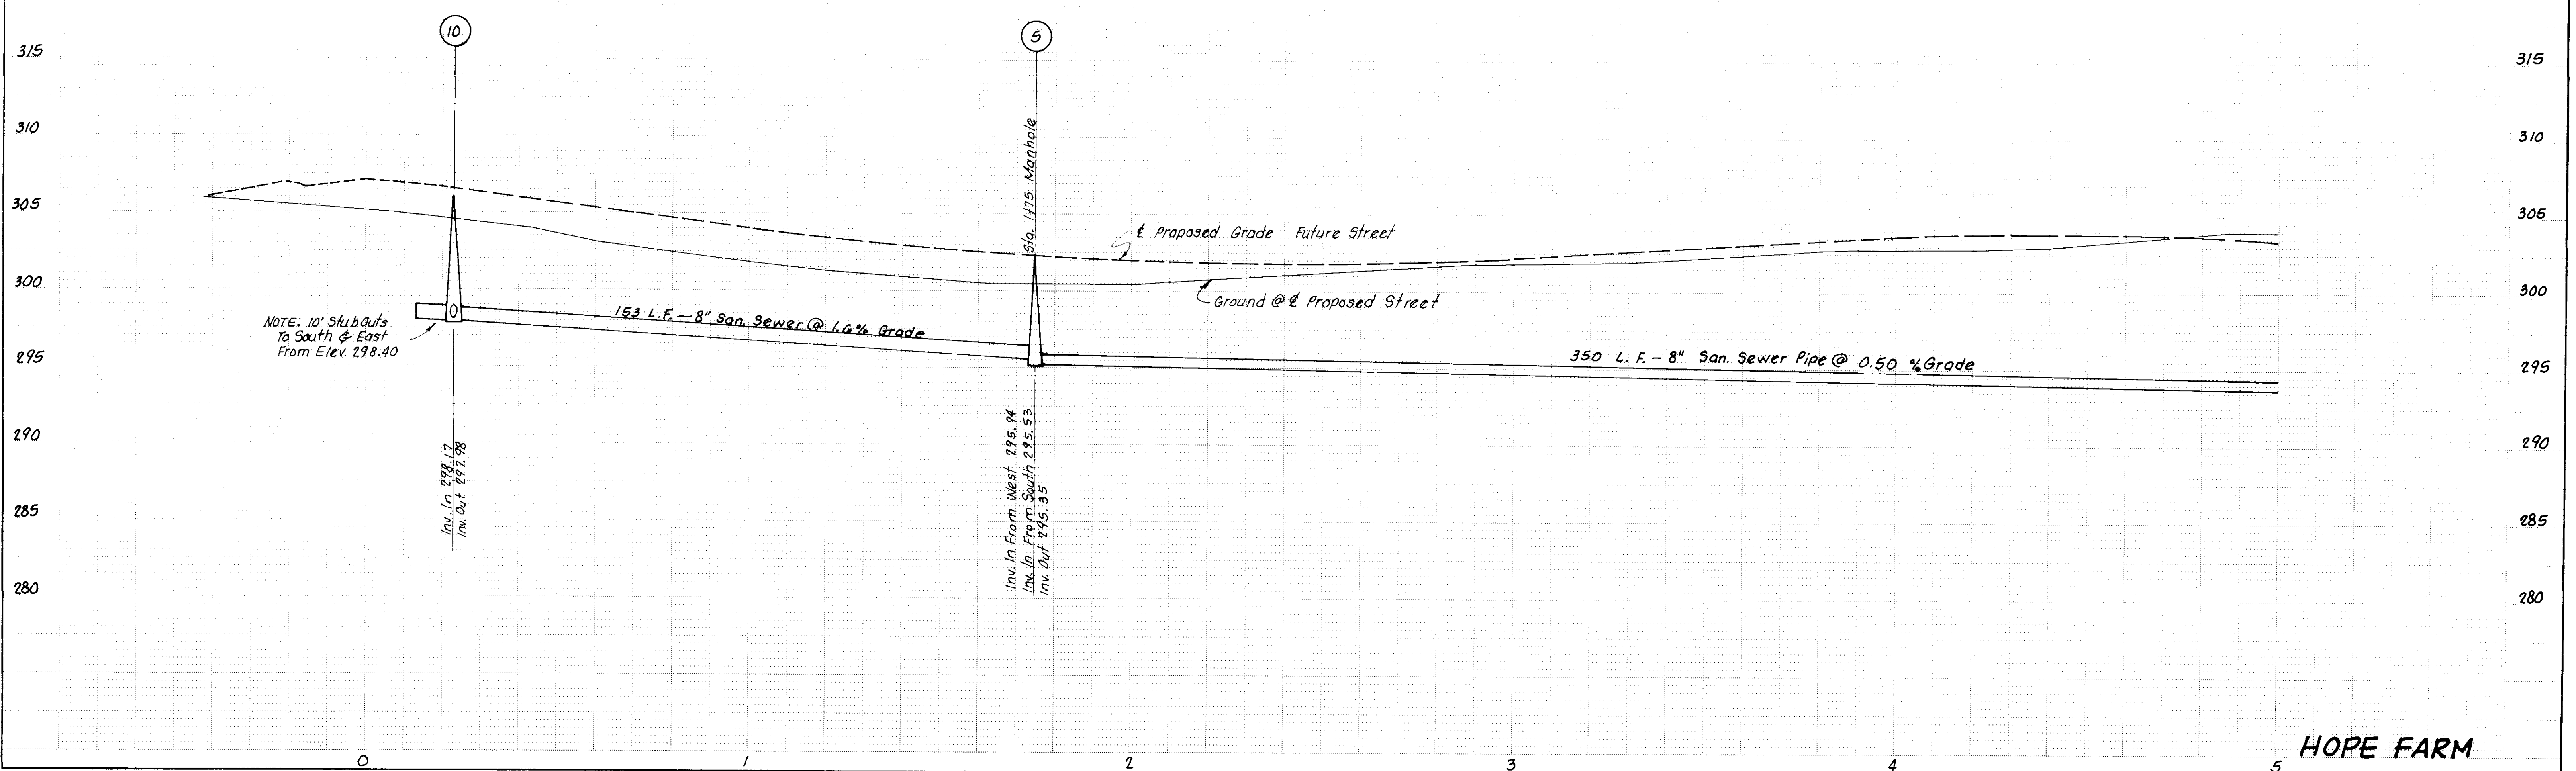 10
5
315
315
310
310
305
305
300
300
295
295
290
290
285
285
280
280
Sta. 1+75 Manhole
℄ Proposed Grade Future Street
Ground @ ℄ Proposed Street
NOTE: 10' Stubouts
To South & East
From Elev. 298.40
153 L.F. — 8" San. Sewer @ % Grade
350 L.F. — 8" San. Sewer Pipe @ 0.50 % Grade
Inv. In 298.17
Inv. Out 297.98
Inv. In From West 295.94
Inv. In From South 295.53
Inv. Out 295.35
HOPE FARM
0
1
2
3
4
5